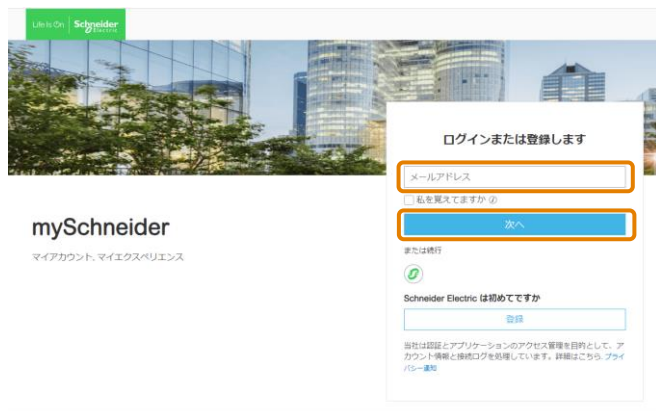 Life Is On | Schneider
Electric
ログインまたは登録します
メールアドレス
私を覚えてますか
次へ
mySchneider
マイアカウント、マイエクスペリエンス
または続行
Schneider Electric は初めてですか
登録
当社は認証とアプリケーションのアクセス管理を目的として、ア
カウント情報と接続ログを処理しています。詳細はこちら. プライ
バシー通知